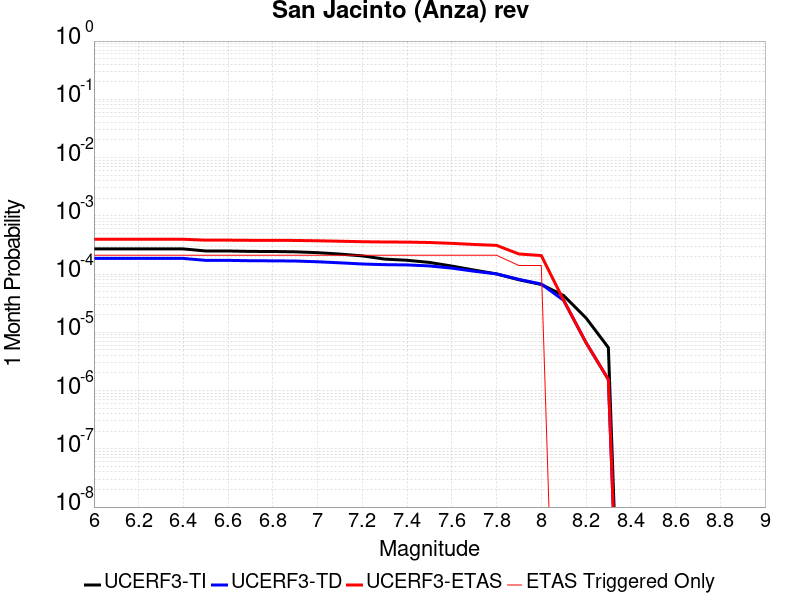 San Jacinto (Anza) rev
10^0
10^-1
10^-2
10^-3
10^-4
10^-5
10^-6
10^-7
10^-8
1 Month Probability
6 6.2 6.4 6.6 6.8 7 7.2 7.4 7.6 7.8 8 8.2 8.4 8.6 8.8 9
Magnitude
UCERF3-TI UCERF3-TD UCERF3-ETAS ETAS Triggered Only